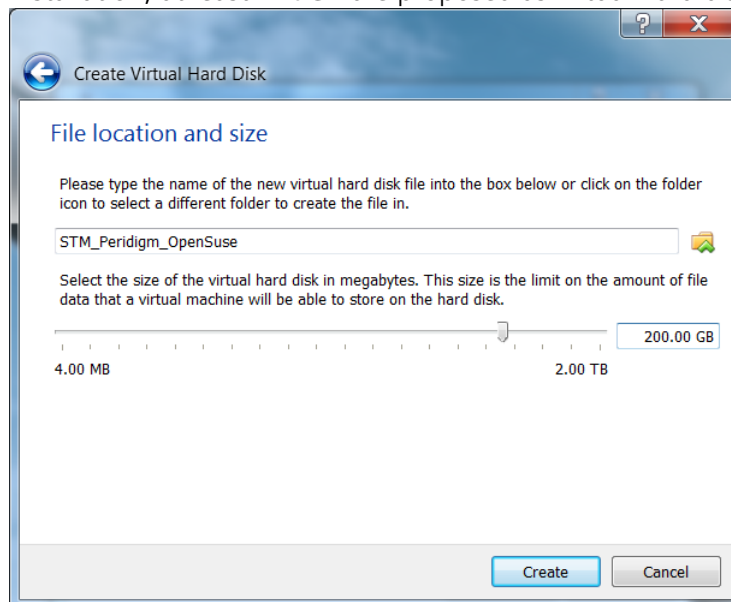 Create Virtual Hard Disk
File location and size
Please type the name of the new virtual hard disk file into the box below or click on the folder
icon to select a different folder to create the file in.
STM_Peridigm_OpenSuse
Select the size of the virtual hard disk in megabytes. This size is the limit on the amount of file
data that a virtual machine will be able to store on the hard disk.
200.00 GB
4.00 MB
2.00 TB
Create
Cancel